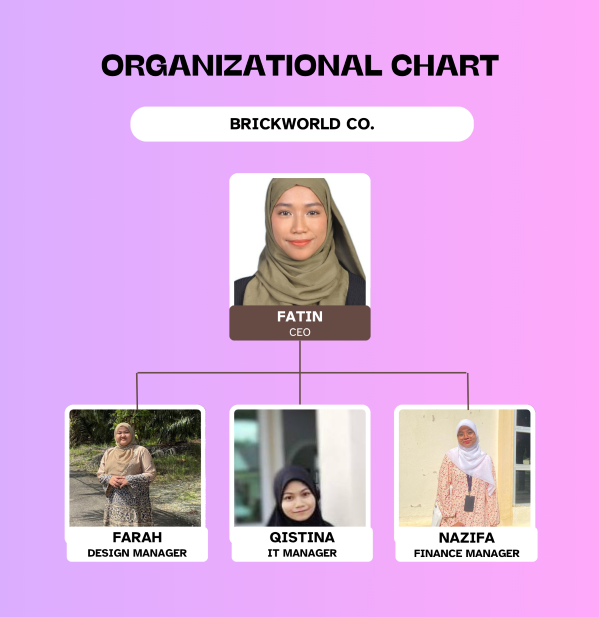 ORGANIZATIONAL CHART
BRICKWORLD CO.
FATIN
CEO
FARAH
DESIGN MANAGER
QISTINA
IT MANAGER
NAZIFA
FINANCE MANAGER